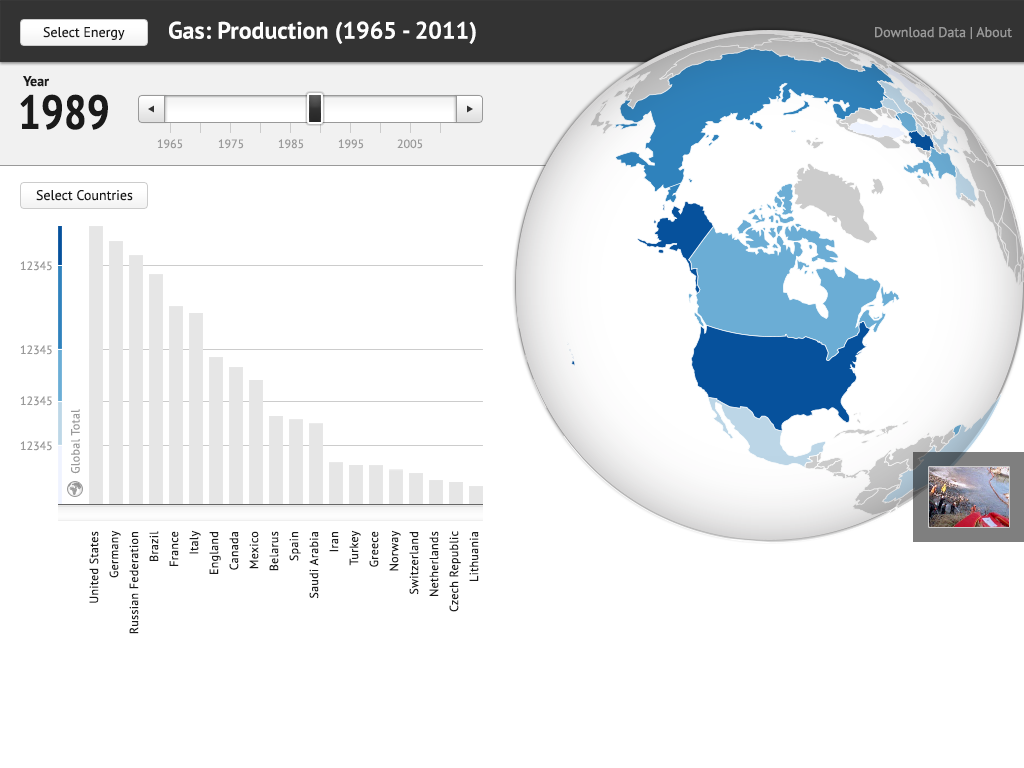 Select Energy
Gas: Production (1965 - 2011)
Download Data | About
Year
1989
1965
1975
1985
1995
2005
Select Countries
12345
12345
12345
12345
Global Total
United States
Germany
Russian Federation
Brazil
France
Italy
England
Canada
Mexico
Belarus
Spain
Saudi Arabia
Iran
Turkey
Greece
Norway
Switzerland
Netherlands
Czech Republic
Lithuania